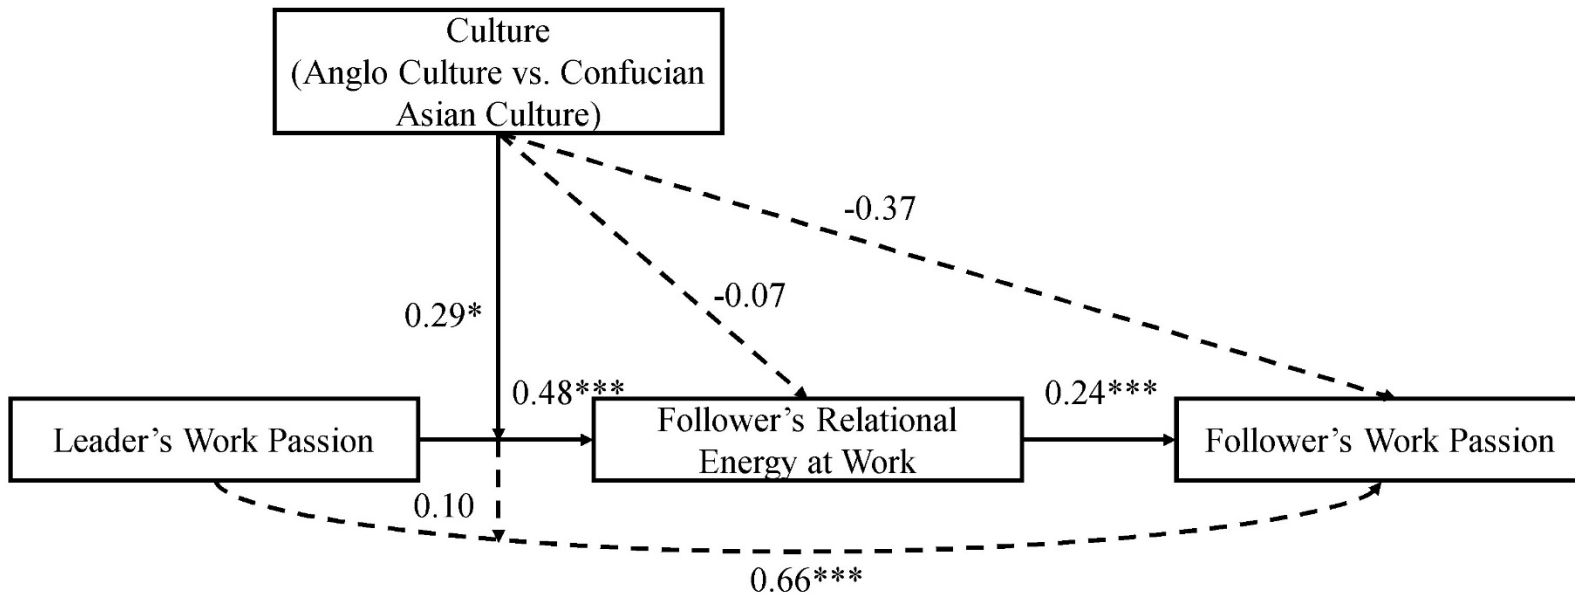 Culture
(Anglo Culture vs. Confucian
Asian Culture)
-0.37
-0.07
0.29*
0.48***
0.24***
Leader’s Work Passion
Follower’s Relational
Energy at Work
Follower’s Work Passion
0.10
0.66***